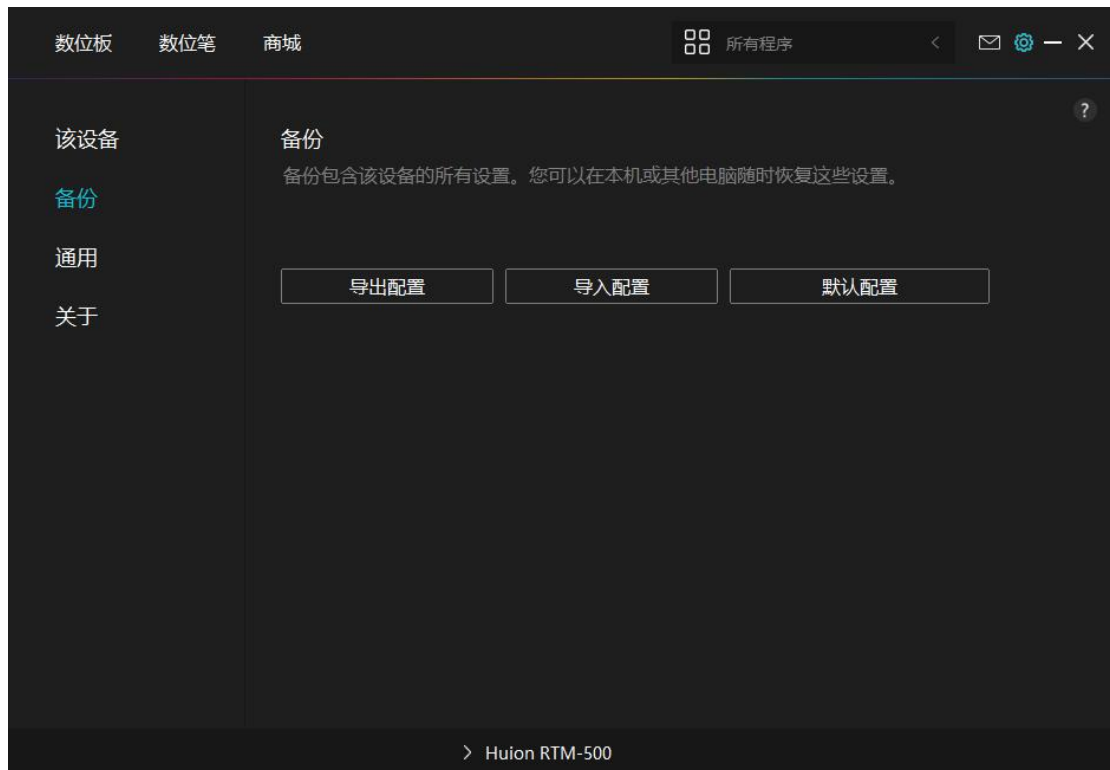 数位板 数位笔 商城 所有程序
?
该设备
备份
通用
关于
备份
备份包含该设备的所有设置。您可以在本机或其他电脑随时恢复这些设置。
导出配置 导入配置 默认配置
Huion RTM-500